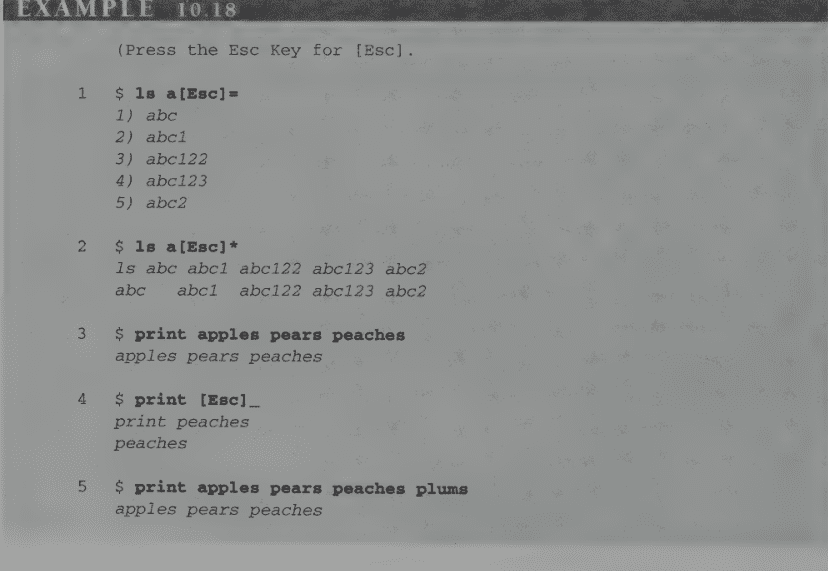 EXAMPLE 10.18
(Press the Esc Key for [Esc].
1 $ ls a[Esc]=
1) abc
2) abc1
3) abc122
4) abc123
5) abc2
2 $ ls a[Esc]*
ls abc abc1 abc122 abc123 abc2
abc abc1 abc122 abc123 abc2
3 $ print apples pears peaches
apples pears peaches
4 $ print [Esc]_
print peaches
peaches
5 $ print apples pears peaches plums
apples pears peaches